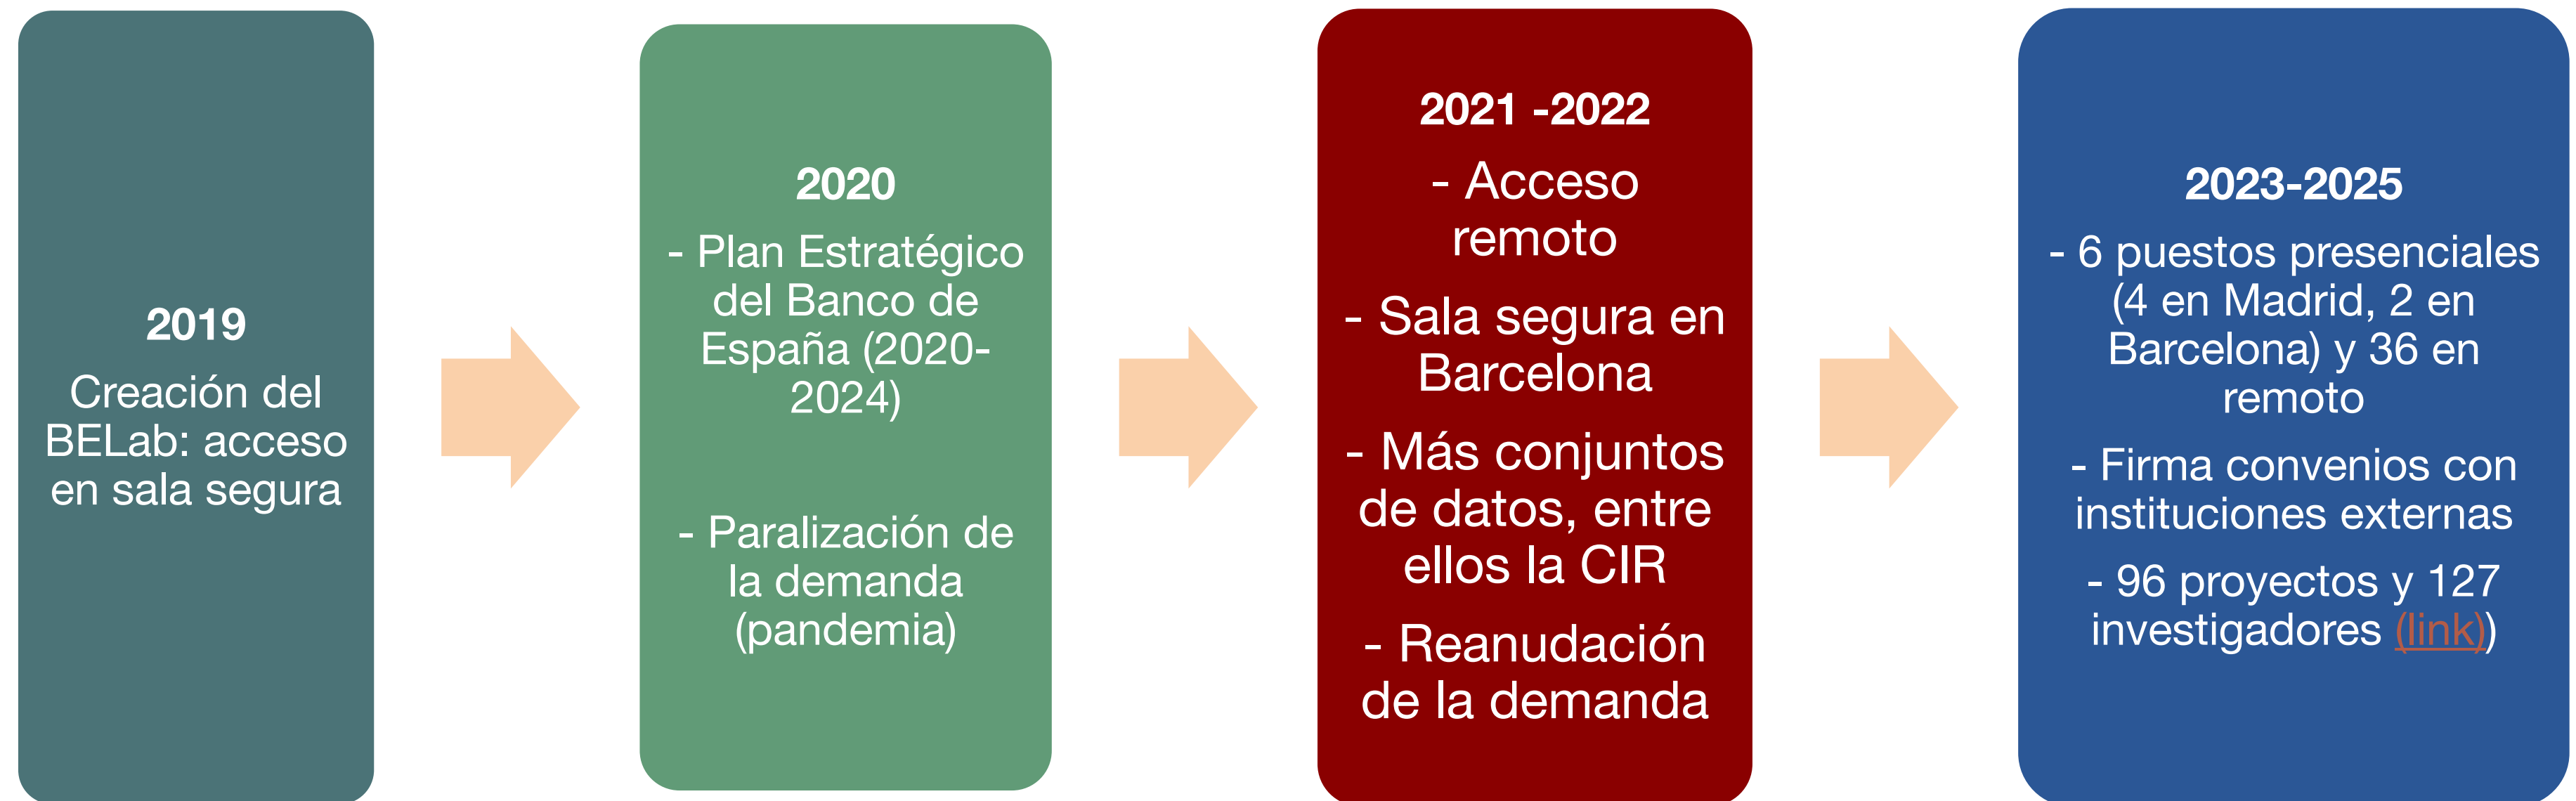 2019
Creación del
BELab: acceso
en sala segura
2020
- Plan Estratégico
del Banco de
España (2020-
2024)
- Paralización de
la demanda
(pandemia)
2021 -2022
- Acceso
remoto
- Sala segura en
Barcelona
- Más conjuntos
de datos, entre
ellos la CIR
- Reanudación
de la demanda
2023-2025
- 6 puestos presenciales
(4 en Madrid, 2 en
Barcelona) y 36 en
remoto
- Firma convenios con
instituciones externas
- 96 proyectos y 127
investigadores (link))